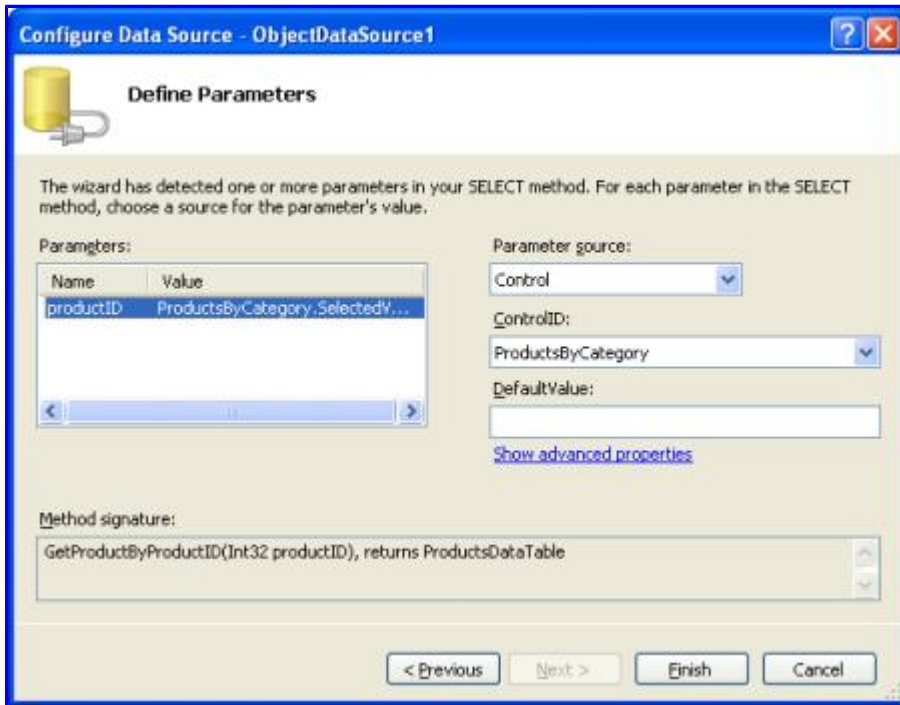 Configure Data Source - ObjectDataSource1
Define Parameters
The wizard has detected one or more parameters in your SELECT method. For each parameter in the SELECT
method, choose a source for the parameter's value.
Parameters:
Name Value
productID ProductsByCategory.SelectedV...
Parameter source:
Control
ControlID:
ProductsByCategory
DefaultValue:
Show advanced properties
Method signature:
GetProductByProductID(Int32 productID), returns ProductsDataTable
< Previous Next > Finish Cancel